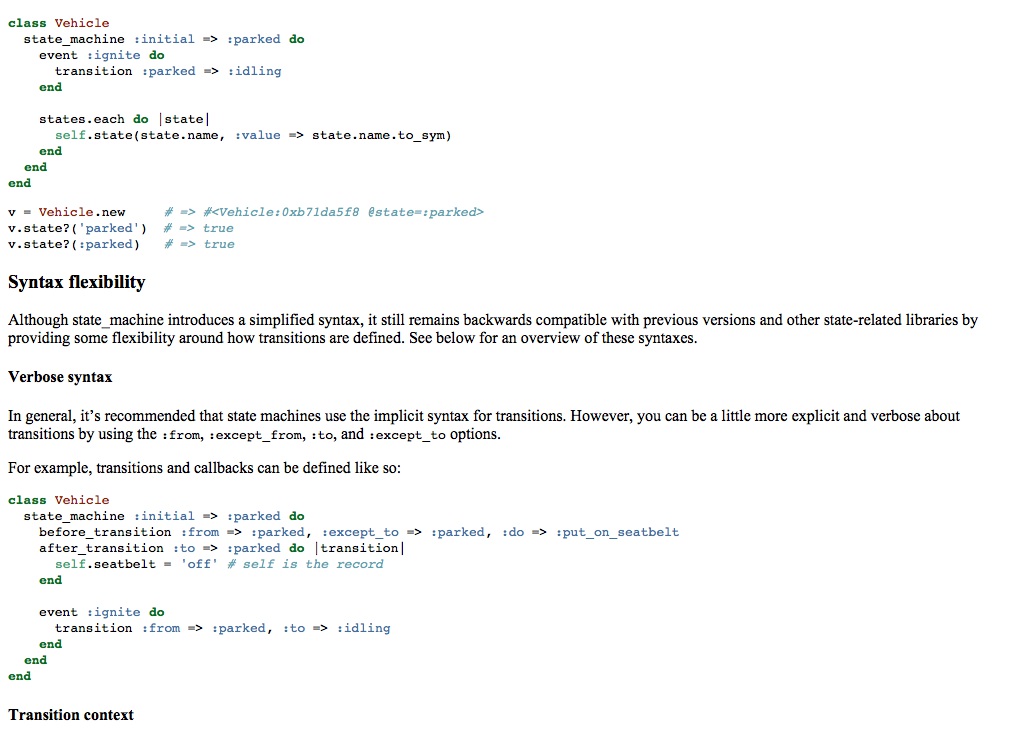 class Vehicle
  state_machine :initial => :parked do
    event :ignite do
      transition :parked => :idling
    end

    states.each do |state|
      self.state(state.name, :value => state.name.to_sym)
    end
  end
end

v = Vehicle.new     # => #<Vehicle:0xb71da5f8 @state=:parked>
v.state?('parked')  # => true
v.state?(:parked)   # => true

Syntax flexibility

Although state_machine introduces a simplified syntax, it still remains backwards compatible with previous versions and other state-related libraries by
providing some flexibility around how transitions are defined. See below for an overview of these syntaxes.

Verbose syntax

In general, it’s recommended that state machines use the implicit syntax for transitions. However, you can be a little more explicit and verbose about
transitions by using the :from, :except_from, :to, and :except_to options.

For example, transitions and callbacks can be defined like so:

class Vehicle
  state_machine :initial => :parked do
    before_transition :from => :parked, :except_to => :parked, :do => :put_on_seatbelt
    after_transition :to => :parked do |transition|
      self.seatbelt = 'off' # self is the record
    end

    event :ignite do
      transition :from => :parked, :to => :idling
    end
  end
end

Transition context